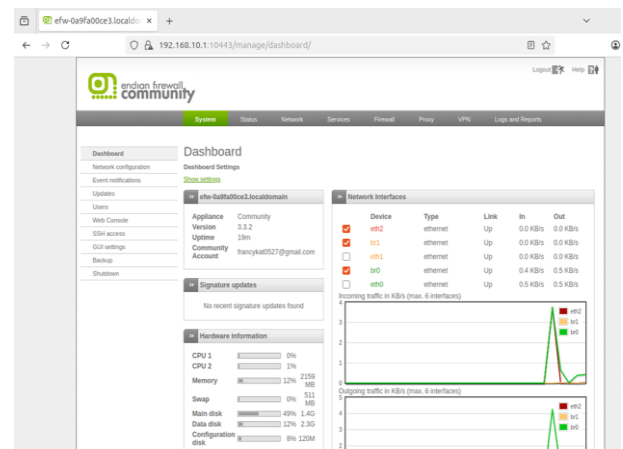 efw-0a9fa00ce3.localdo
192.168.10.1:10443/manage/dashboard/
Logout Help
endian firewall
community
System Status Network Services Firewall Proxy VPN Logs and Reports
Dashboard
Network configuration
Event notifications
Updates
Users
Web Console
SSH access
GUI settings
Backup
Shutdown
Dashboard
Dashboard Settings
Show settings
efw-0a9fa00ce3.localdomain
Appliance Community
Version 3.3.2
Uptime 19m
Community Account francykat0527@gmail.com
Signature updates
No recent signature updates found
Hardware information
CPU 1 0%
CPU 2 1%
Memory 12% 2159 MB
Swap 0% 511 MB
Main disk 49% 1.4G
Data disk 12% 2.3G
Configuration disk 8% 120M
Network Interfaces
Device Type Link In Out
eth2 ethernet Up 0.0 KB/s 0.0 KB/s
br1 ethernet Up 0.0 KB/s 0.0 KB/s
eth1 ethernet Up 0.0 KB/s 0.0 KB/s
br0 ethernet Up 0.4 KB/s 0.5 KB/s
eth0 ethernet Up 0.5 KB/s 0.5 KB/s
Incoming traffic in KB/s (max. 6 interfaces)
4
3
2
1
0
eth2
br1
br0
Outgoing traffic in KB/s (max. 6 interfaces)
5
4
3
2
eth2
br1
br0